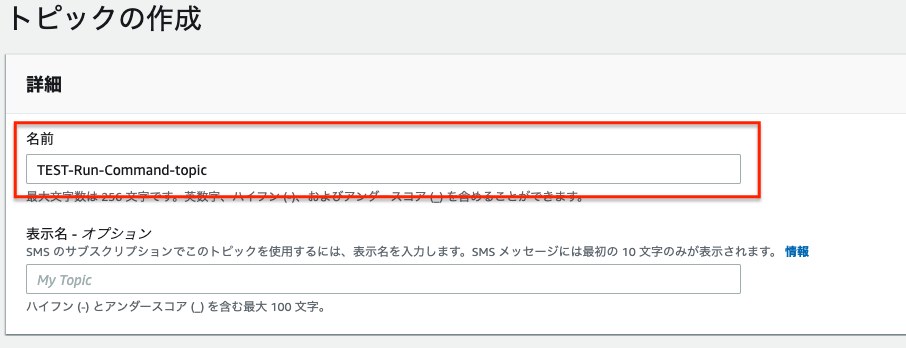 トピックの作成
詳細
名前
TEST-Run-Command-topic
最大文字数は 256 文字です。英数字、ハイフン (-)、およびアンダースコア (_) を含めることができます。
表示名 - オプション
SMS のサブスクリプションでこのトピックを使用するには、表示名を入力します。SMS メッセージには最初の 10 文字のみが表示されます。 情報
My Topic
ハイフン (-) とアンダースコア (_) を含む最大 100 文字。